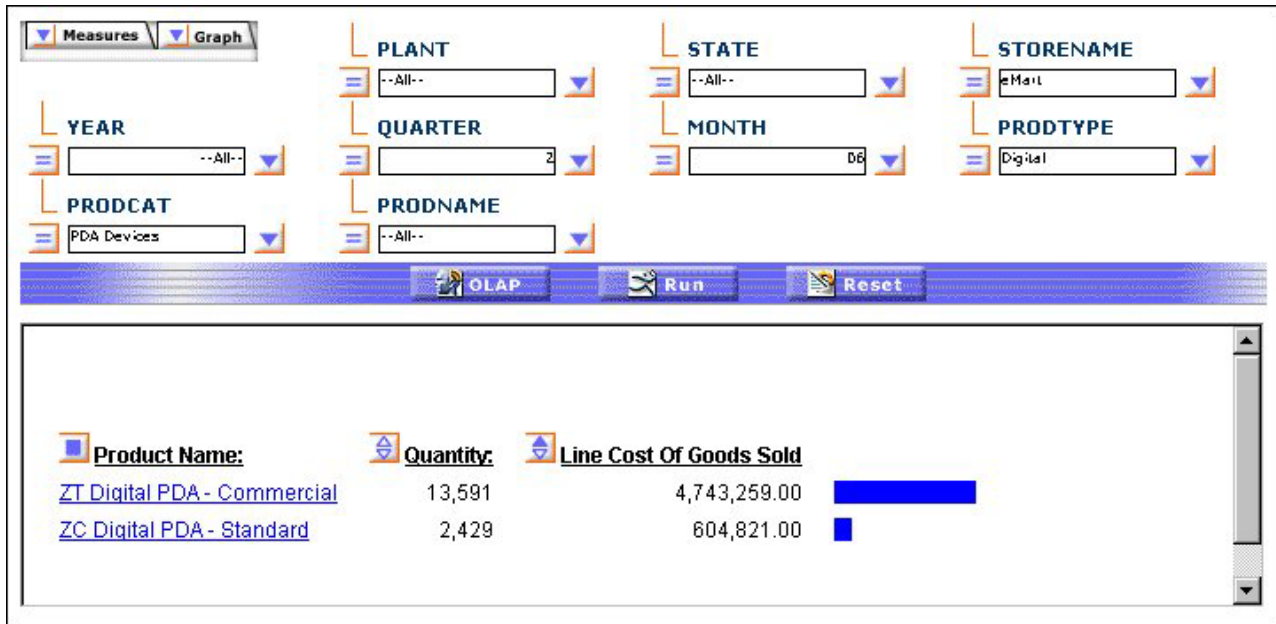 Measures Graph
PLANT STATE STORENAME
--All-- --All-- eMart
YEAR QUARTER MONTH PRODTYPE
--All-- 2 06 Digital
PRODCAT PRODNAME
PDA Devices --All--
OLAP Run Reset
Product Name: Quantity: Line Cost Of Goods Sold
ZT Digital PDA - Commercial 13,591 4,743,259.00
ZC Digital PDA - Standard 2,429 604,821.00